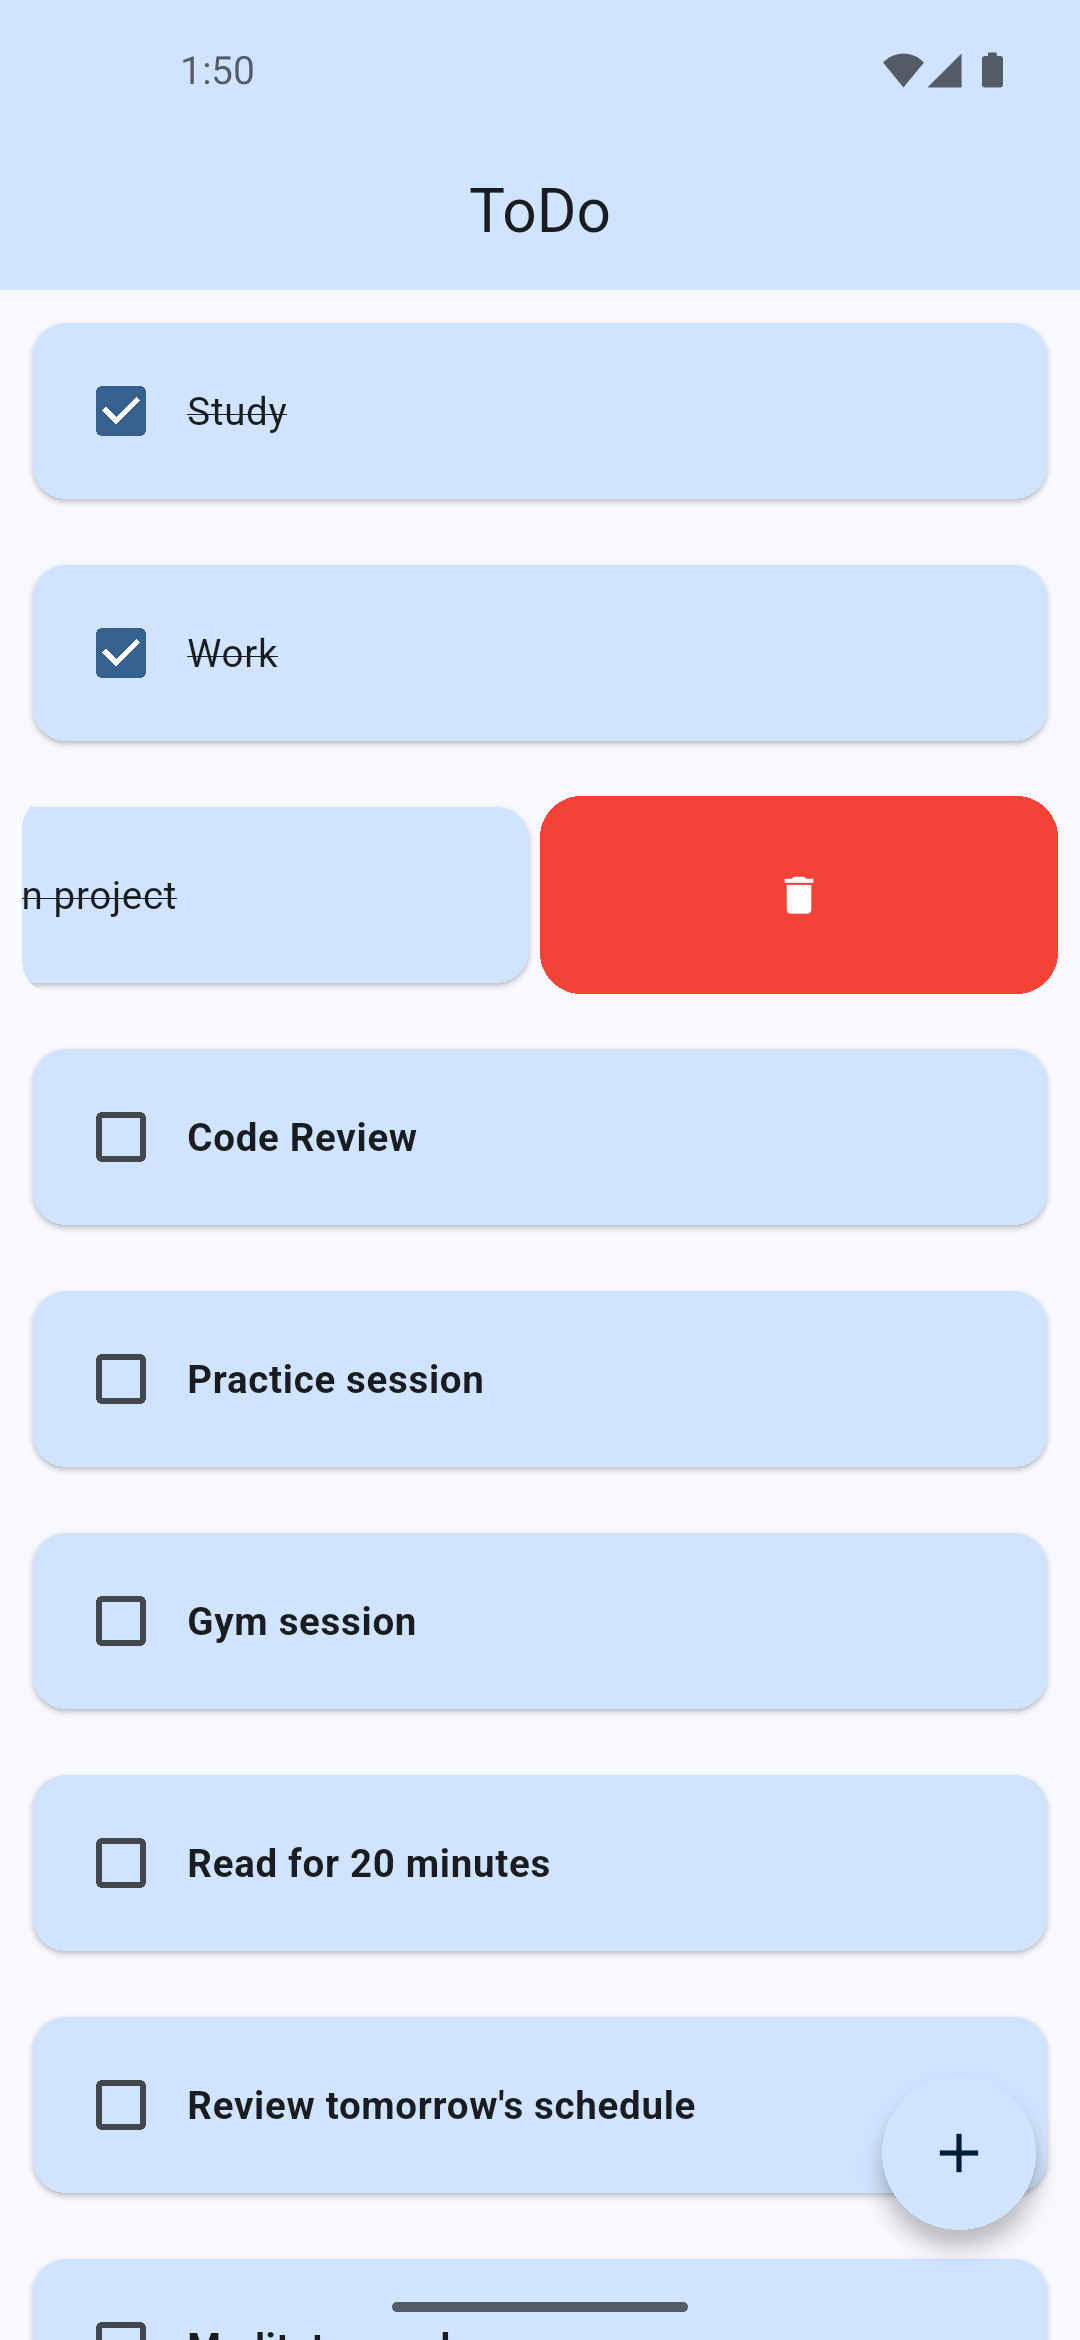 1:50
ToDo
Study
Work
n project
Code Review
Practice session
Gym session
Read for 20 minutes
Review tomorrow's schedule